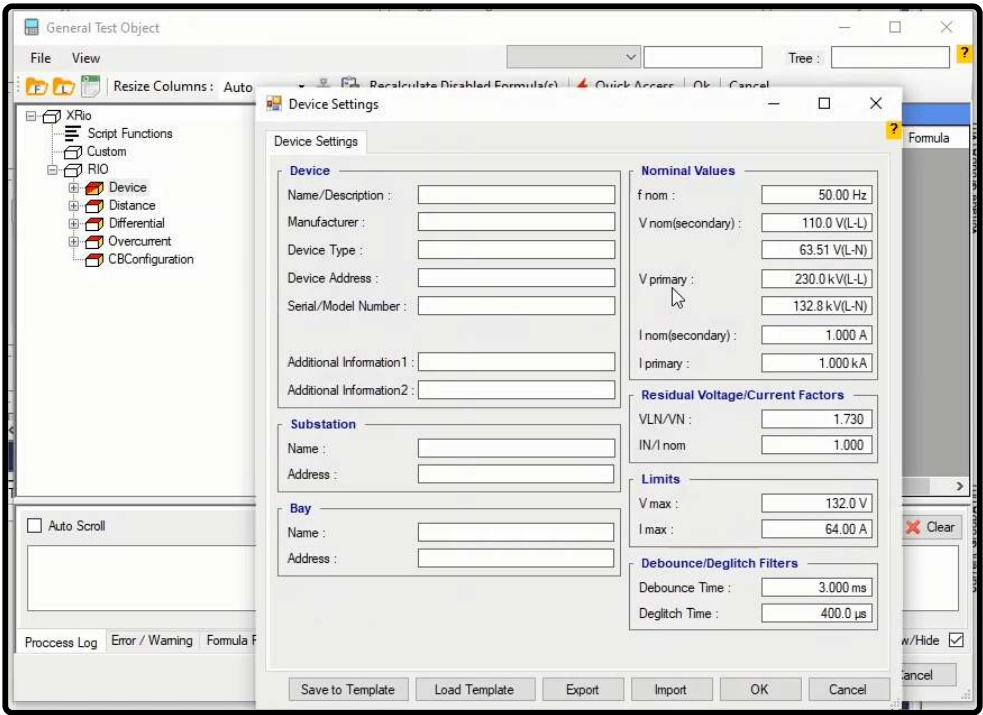 General Test Object
File View
Tree :
?
Resize Columns : Auto
Recalculate Disabled Formula(s) Quick Access Ok Cancel
XRio
Script Functions
Custom
RIO
Device
Distance
Differential
Overcurrent
CBConfiguration
Formula
Device Settings
?
Device Settings
Device
Name/Description :
Manufacturer :
Device Type :
Device Address :
Serial/Model Number :
Additional Information1 :
Additional Information2 :
Substation
Name :
Address :
Bay
Name :
Address :
Nominal Values
f nom : 50.00 Hz
V nom(secondary) : 110.0 V(L-L)
63.51 V(L-N)
V primary : 230.0 kV(L-L)
132.8 kV(L-N)
I nom(secondary) : 1.000 A
I primary : 1.000 kA
Residual Voltage/Current Factors
VLN/VN : 1.730
IN/I nom 1.000
Limits
V max : 132.0 V
I max : 64.00 A
Debounce/Deglitch Filters
Debounce Time : 3.000 ms
Deglitch Time : 400.0 µs
Save to Template Load Template Export Import OK Cancel
Auto Scroll
Clear
Proccess Log Error / Warning Formula F
w/Hide
Cancel